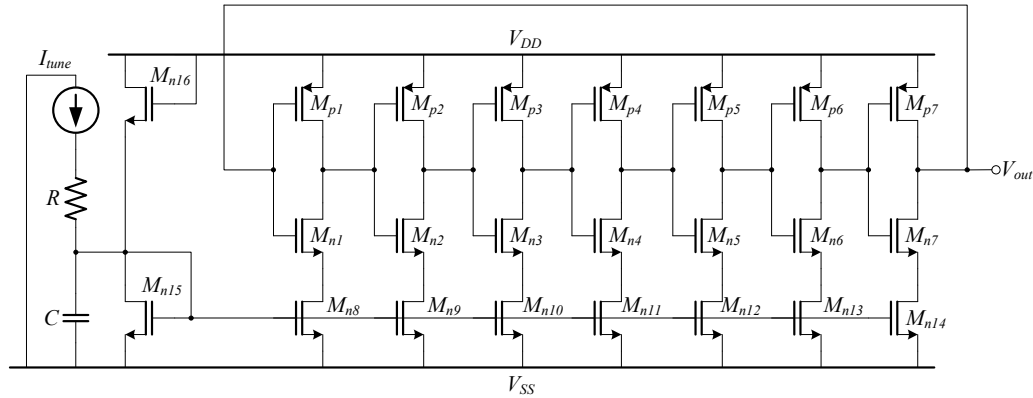 V_DD
I_tune
M_n16
M_p1 M_p2 M_p3 M_p4 M_p5 M_p6 M_p7
V_out
R
M_n1 M_n2 M_n3 M_n4 M_n5 M_n6 M_n7
M_n15
C
M_n8 M_n9 M_n10 M_n11 M_n12 M_n13 M_n14
V_SS